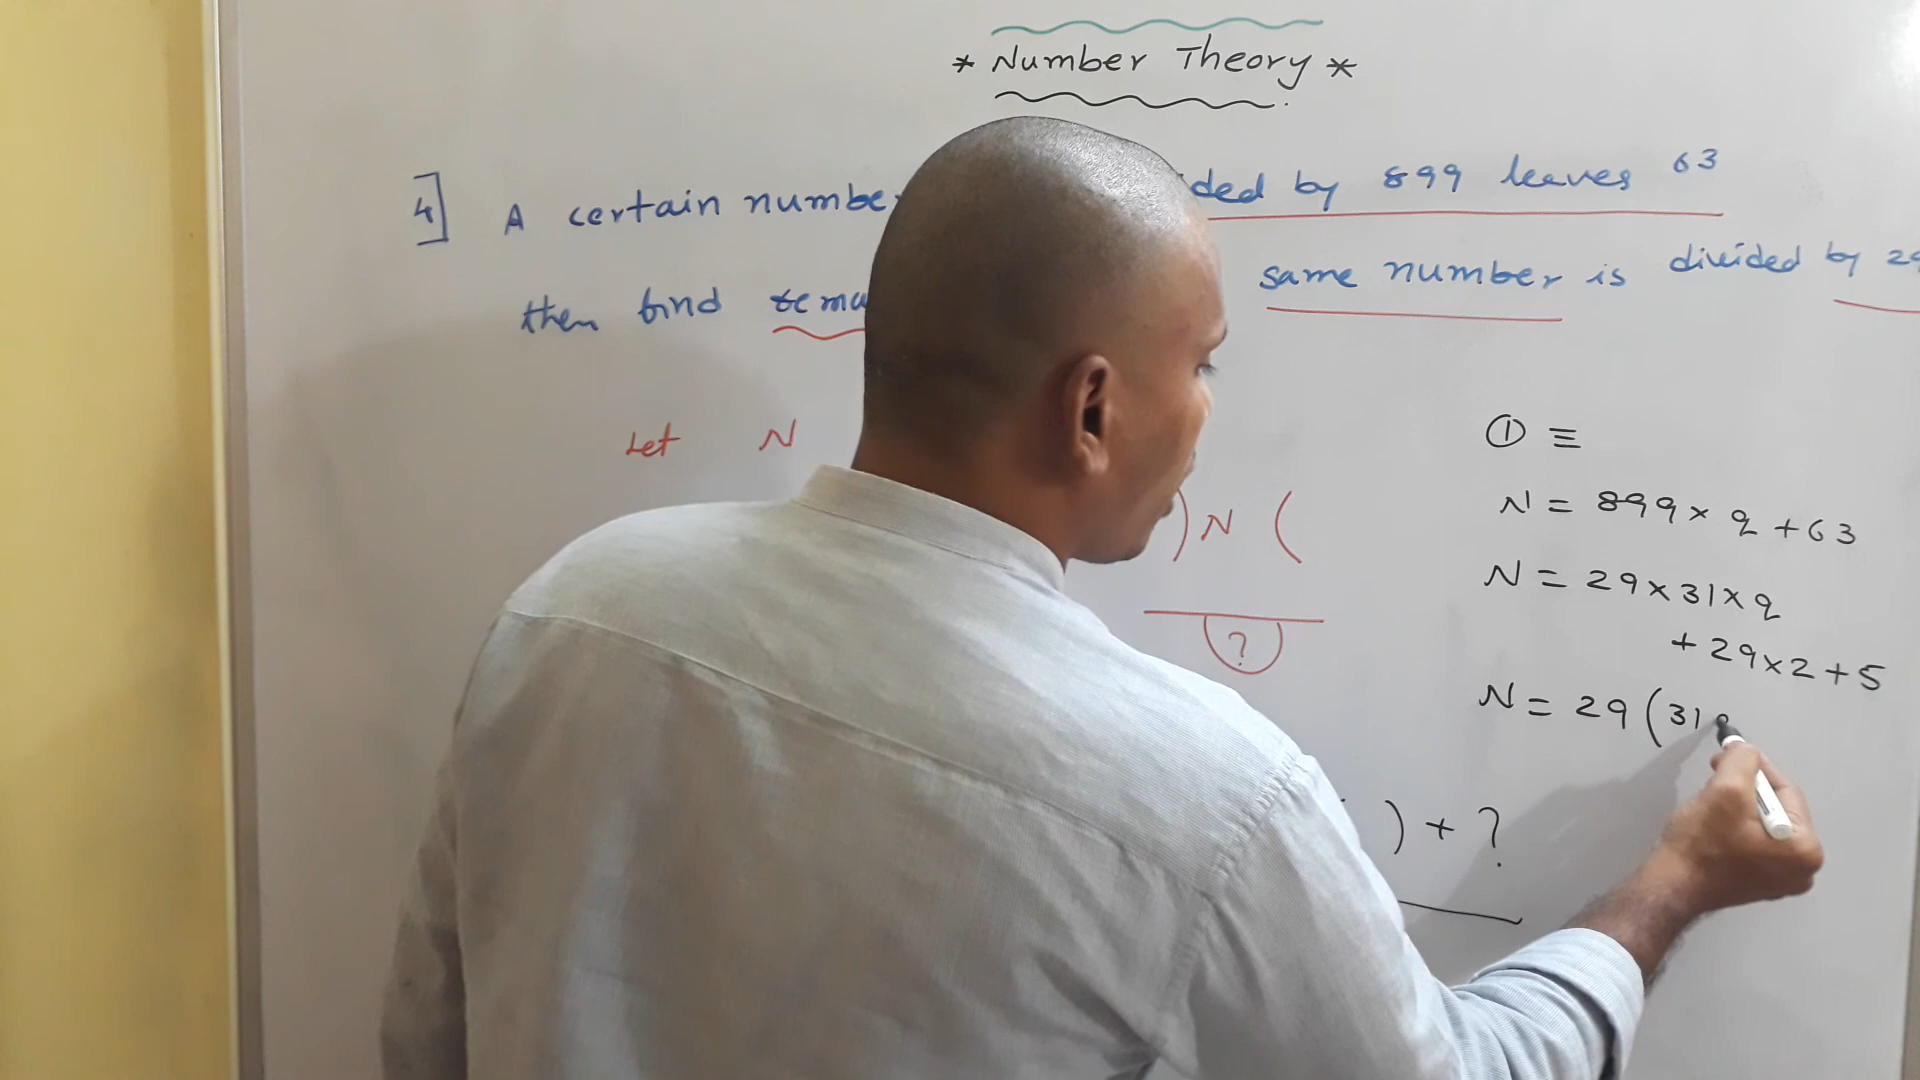 * Number Theory *
4] A certain number ded by 899 leaves 63
then find same number is divided by
Let N
)N (
?
① ≡
N = 899 × q + 63
N = 29 × 31 × q
+ 29 × 2 + 5
N = 29 ( 31
) + ?